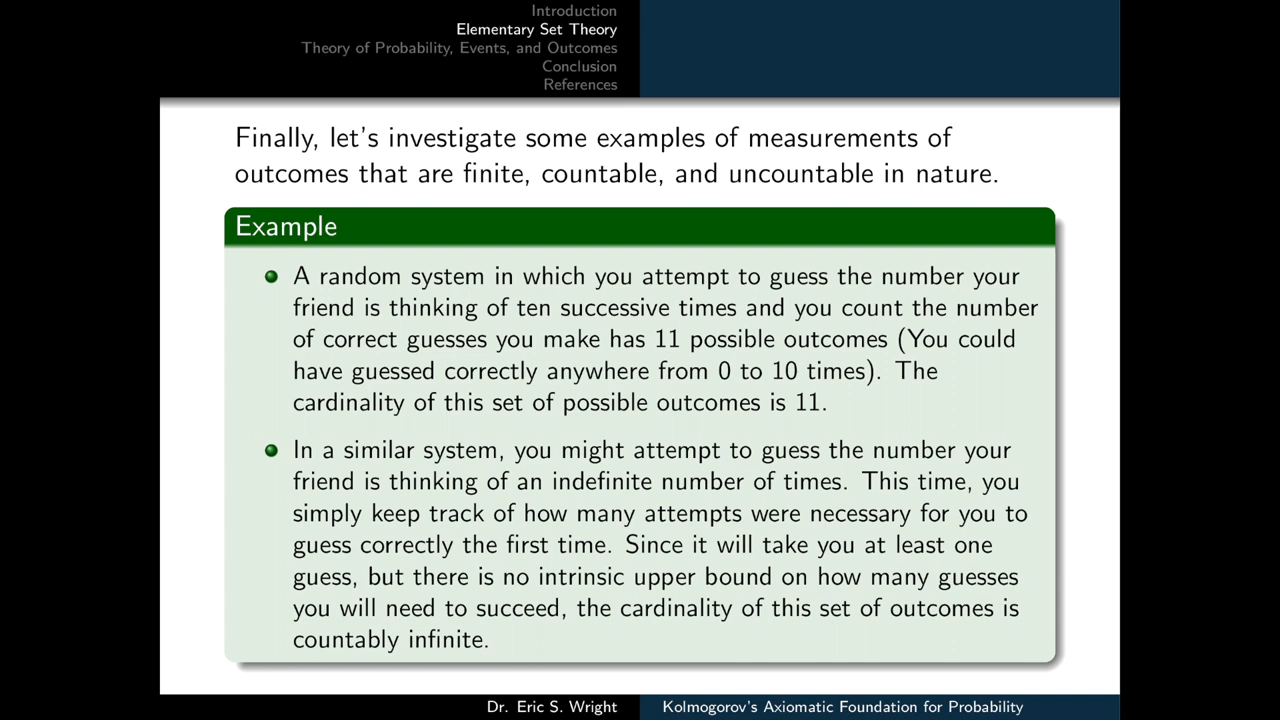 Introduction
Elementary Set Theory
Theory of Probability, Events, and Outcomes
Conclusion
References
Finally, let's investigate some examples of measurements of
outcomes that are finite, countable, and uncountable in nature.
Example
A random system in which you attempt to guess the number your
friend is thinking of ten successive times and you count the number
of correct guesses you make has 11 possible outcomes (You could
have guessed correctly anywhere from 0 to 10 times). The
cardinality of this set of possible outcomes is 11.
In a similar system, you might attempt to guess the number your
friend is thinking of an indefinite number of times. This time, you
simply keep track of how many attempts were necessary for you to
guess correctly the first time. Since it will take you at least one
guess, but there is no intrinsic upper bound on how many guesses
you will need to succeed, the cardinality of this set of outcomes is
countably infinite.
Dr. Eric S. Wright
Kolmogorov's Axiomatic Foundation for Probability